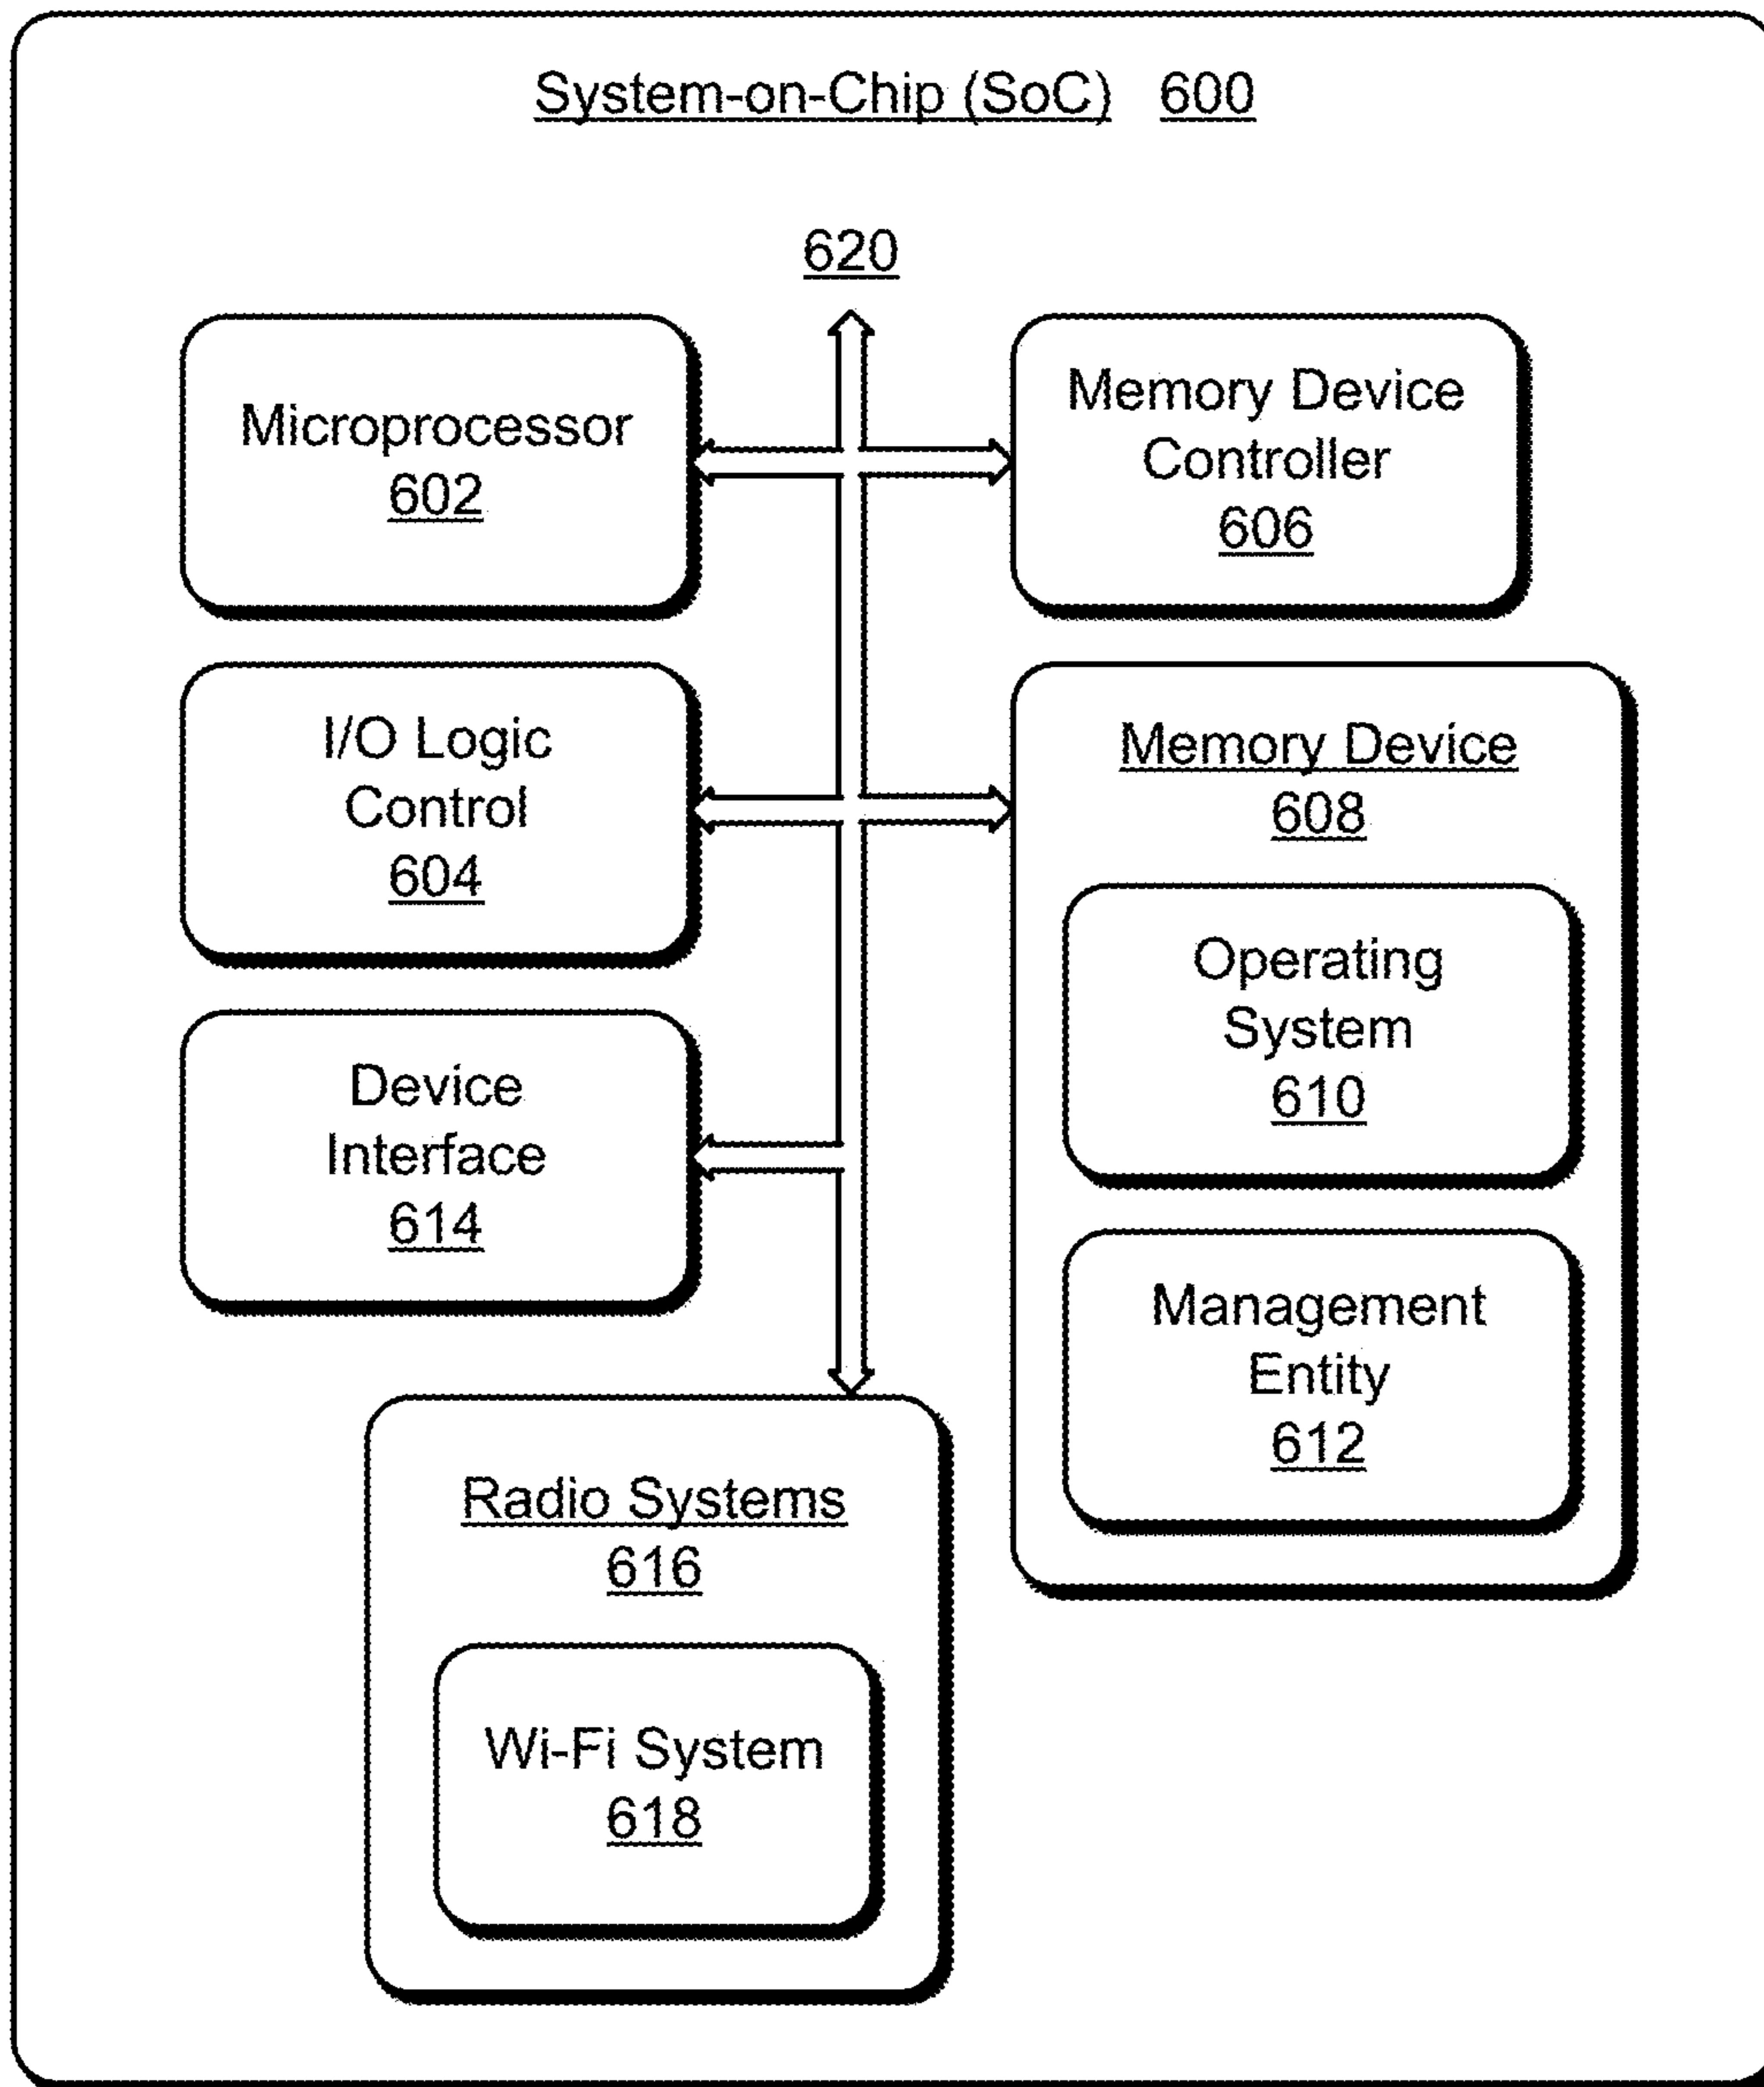 System-on-Chip (SoC) 600
620
Microprocessor
602
Memory Device
Controller
606
I/O Logic
Control
604
Memory Device
608
Operating
System
610
Device
Interface
614
Management
Entity
612
Radio Systems
616
Wi-Fi System
618